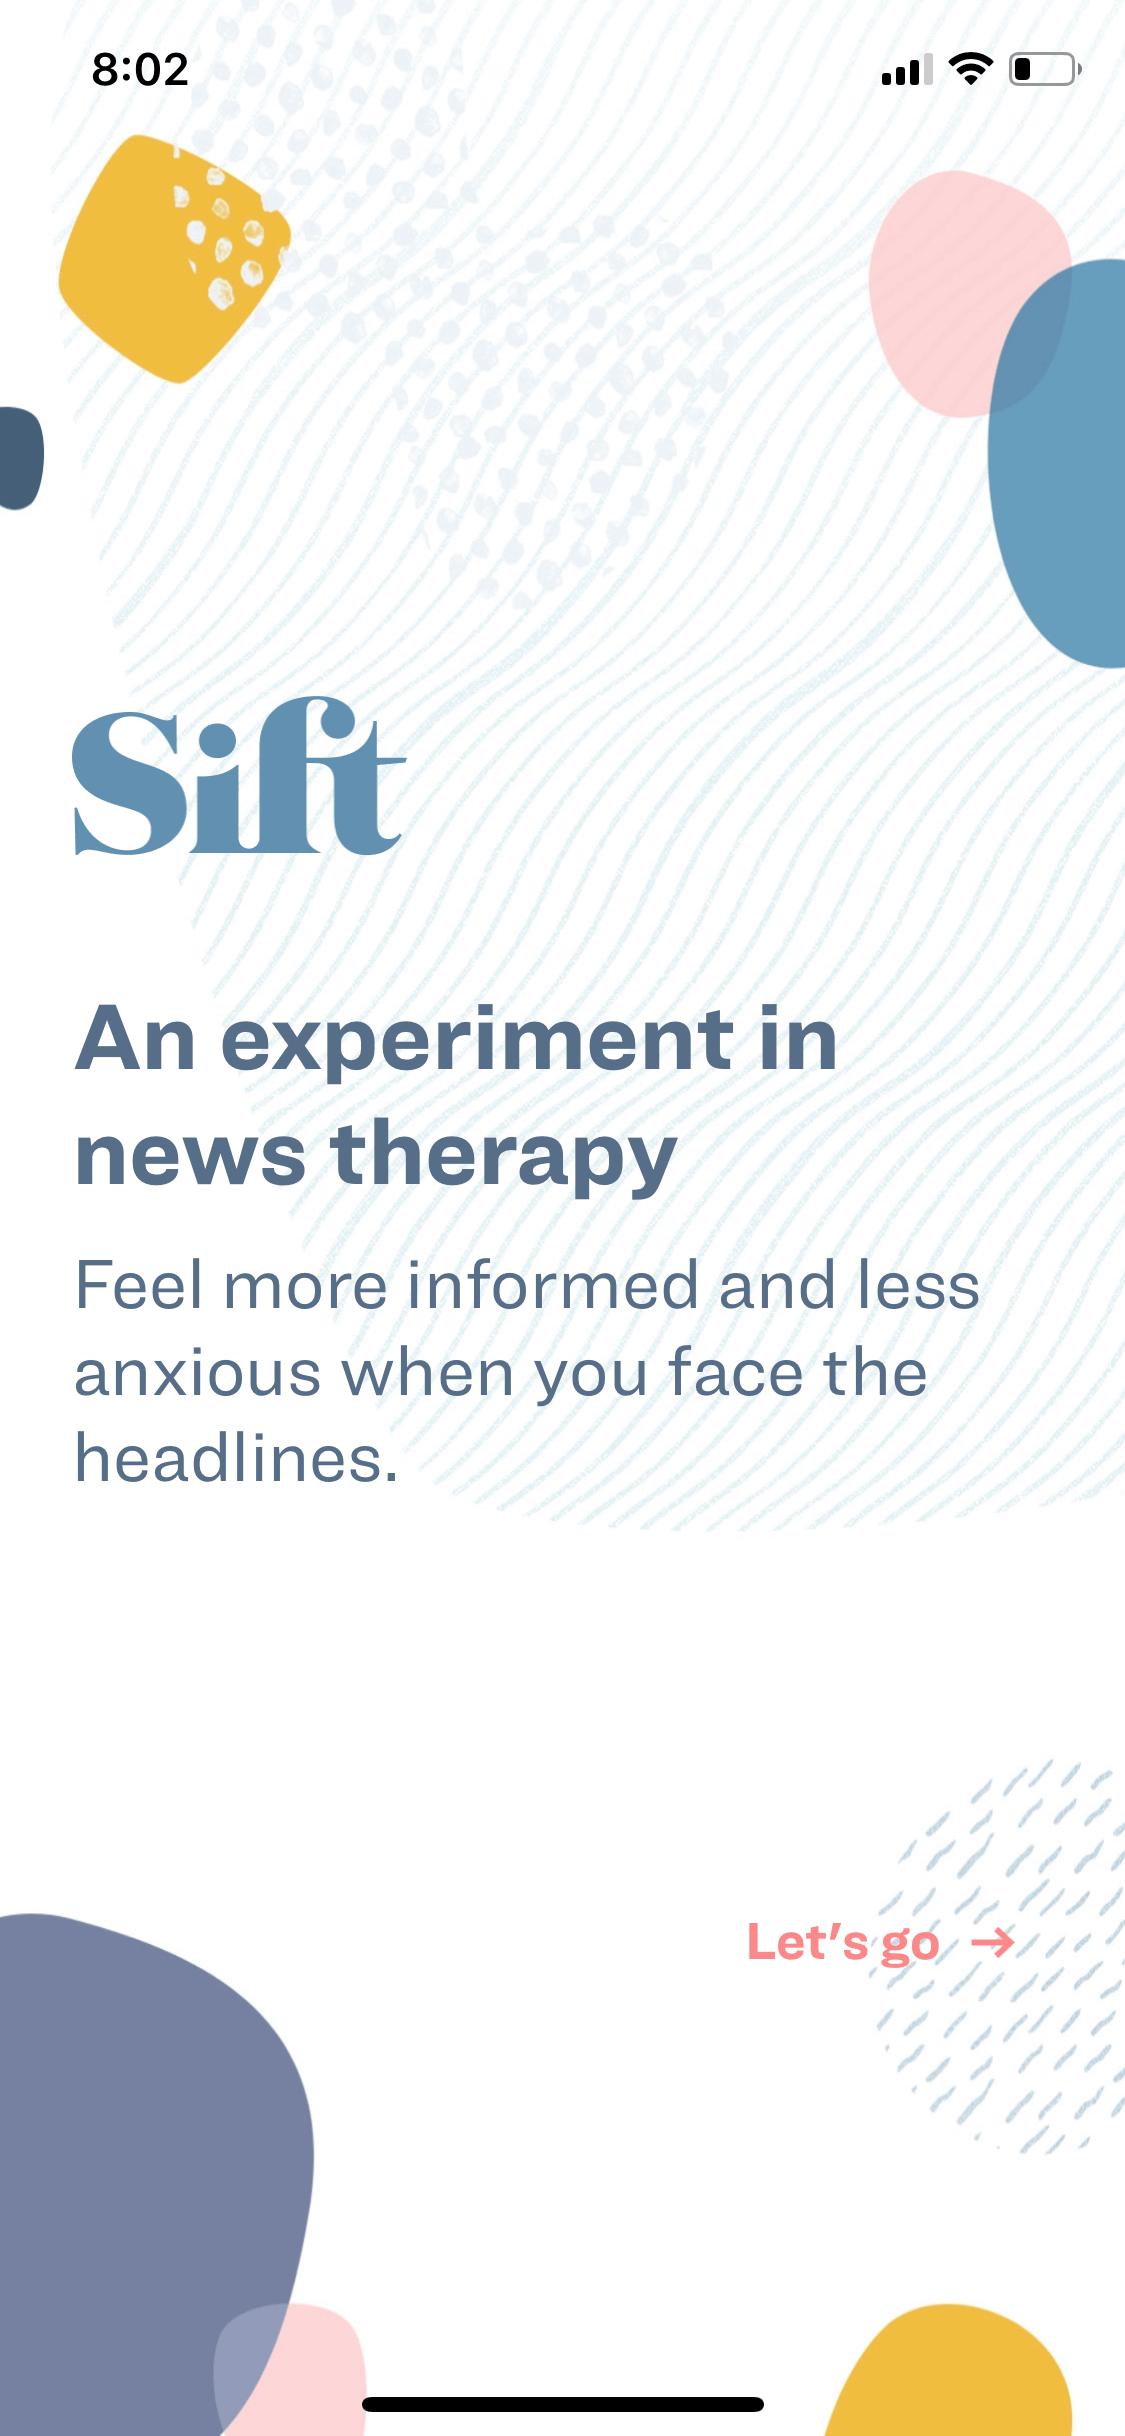 8:02
Sift
An experiment in
news therapy
Feel more informed and less
anxious when you face the
headlines.
Let's go →